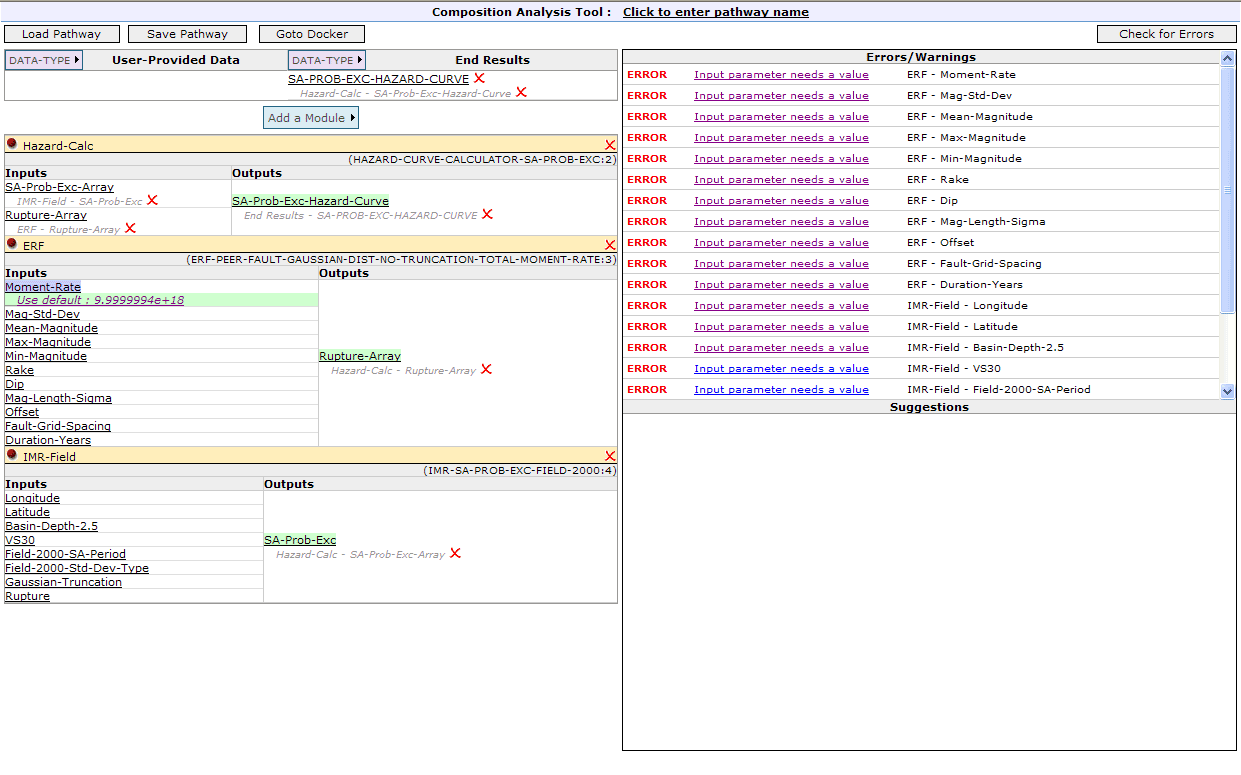 Composition Analysis Tool : Click to enter pathway name
Load Pathway Save Pathway Goto Docker Check for Errors
DATA-TYPE User-Provided Data DATA-TYPE End Results
SA-PROB-EXC-HAZARD-CURVE
Hazard-Calc - SA-Prob-Exc-Hazard-Curve
Add a Module
Hazard-Calc
(HAZARD-CURVE-CALCULATOR-SA-PROB-EXC:2)
Inputs Outputs
SA-Prob-Exc-Array
IMR-Field - SA-Prob-Exc
Rupture-Array
ERF - Rupture-Array
SA-Prob-Exc-Hazard-Curve
End Results - SA-PROB-EXC-HAZARD-CURVE
ERF
(ERF-PEER-FAULT-GAUSSIAN-DIST-NO-TRUNCATION-TOTAL-MOMENT-RATE:3)
Inputs Outputs
Moment-Rate
Use default : 9.9999994e+18
Mag-Std-Dev
Mean-Magnitude
Max-Magnitude
Min-Magnitude
Rake
Dip
Mag-Length-Sigma
Offset
Fault-Grid-Spacing
Duration-Years
Rupture-Array
Hazard-Calc - Rupture-Array
IMR-Field
(IMR-SA-PROB-EXC-FIELD-2000:4)
Inputs Outputs
Longitude
Latitude
Basin-Depth-2.5
VS30
Field-2000-SA-Period
Field-2000-Std-Dev-Type
Gaussian-Truncation
Rupture
SA-Prob-Exc
Hazard-Calc - SA-Prob-Exc-Array
Errors/Warnings
ERROR Input parameter needs a value ERF - Moment-Rate
ERROR Input parameter needs a value ERF - Mag-Std-Dev
ERROR Input parameter needs a value ERF - Mean-Magnitude
ERROR Input parameter needs a value ERF - Max-Magnitude
ERROR Input parameter needs a value ERF - Min-Magnitude
ERROR Input parameter needs a value ERF - Rake
ERROR Input parameter needs a value ERF - Dip
ERROR Input parameter needs a value ERF - Mag-Length-Sigma
ERROR Input parameter needs a value ERF - Offset
ERROR Input parameter needs a value ERF - Fault-Grid-Spacing
ERROR Input parameter needs a value ERF - Duration-Years
ERROR Input parameter needs a value IMR-Field - Longitude
ERROR Input parameter needs a value IMR-Field - Latitude
ERROR Input parameter needs a value IMR-Field - Basin-Depth-2.5
ERROR Input parameter needs a value IMR-Field - VS30
ERROR Input parameter needs a value IMR-Field - Field-2000-SA-Period
Suggestions